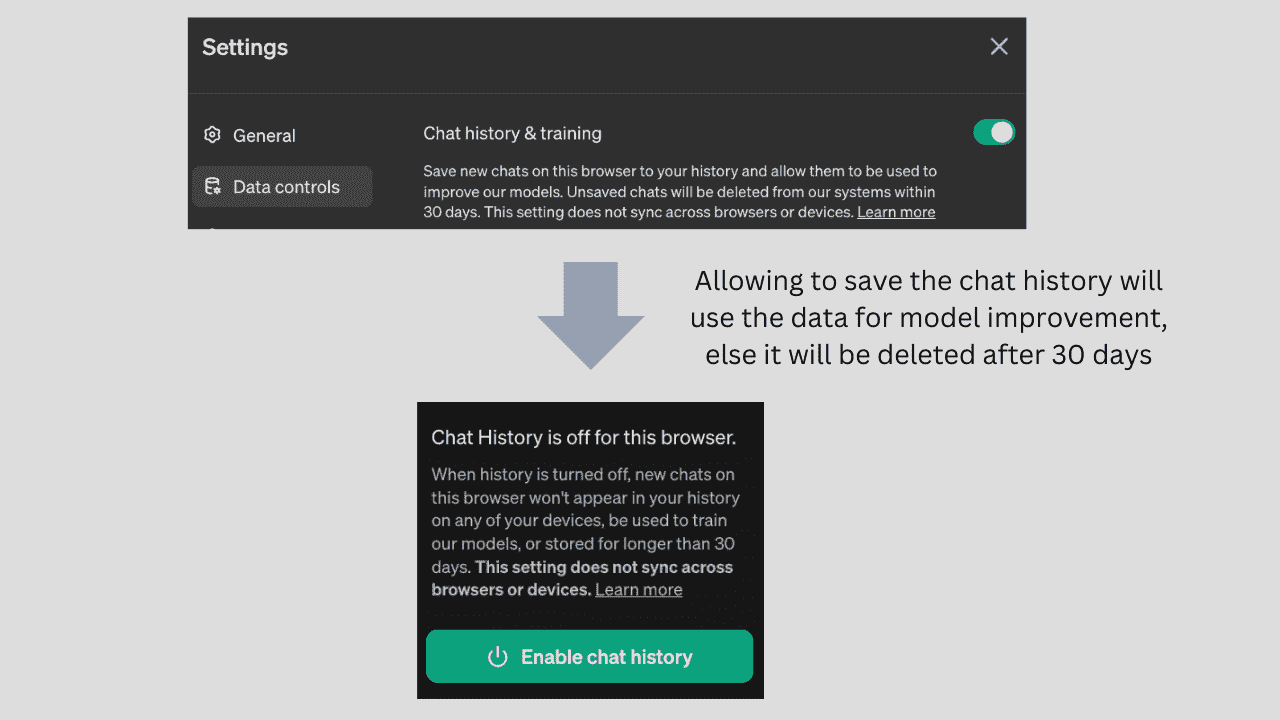 Settings
General
Chat history & training
Data controls
Save new chats on this browser to your history and allow them to be used to
improve our models. Unsaved chats will be deleted from our systems within
30 days. This setting does not sync across browsers or devices. Learn more
Allowing to save the chat history will
use the data for model improvement,
else it will be deleted after 30 days
Chat History is off for this browser.
When history is turned off, new chats on
this browser won't appear in your history
on any of your devices, be used to train
our models, or stored for longer than 30
days. This setting does not sync across
browsers or devices. Learn more
Enable chat history